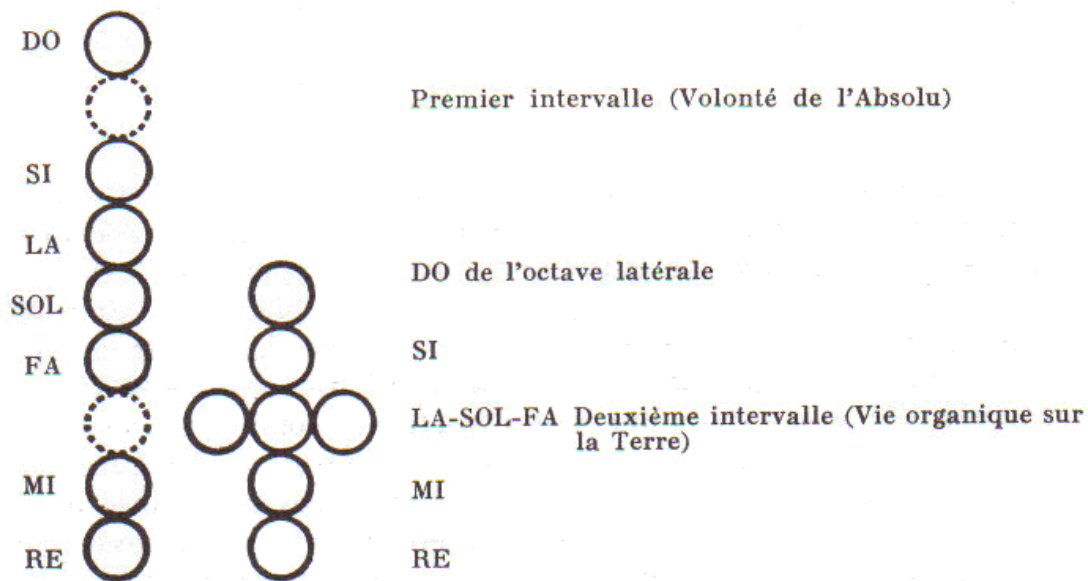 DO
Premier intervalle (Volonté de l'Absolu)
SI
LA
DO de l'octave latérale
SOL
SI
FA
LA-SOL-FA Deuxième intervalle (Vie organique sur
la Terre)
MI
MI
RE
RE